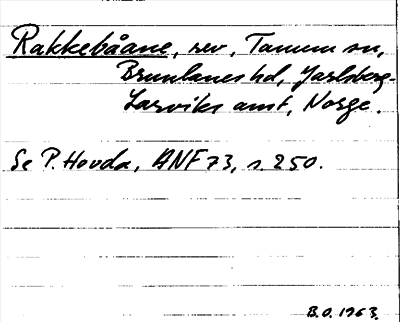 Rakkebåane, rev, Tanum sn,
Brunlanes hd, Jarlsberg-
Larviks amt, Norge.
Se P. Hovda, ANF 73, s. 250.
B.O. 1963.